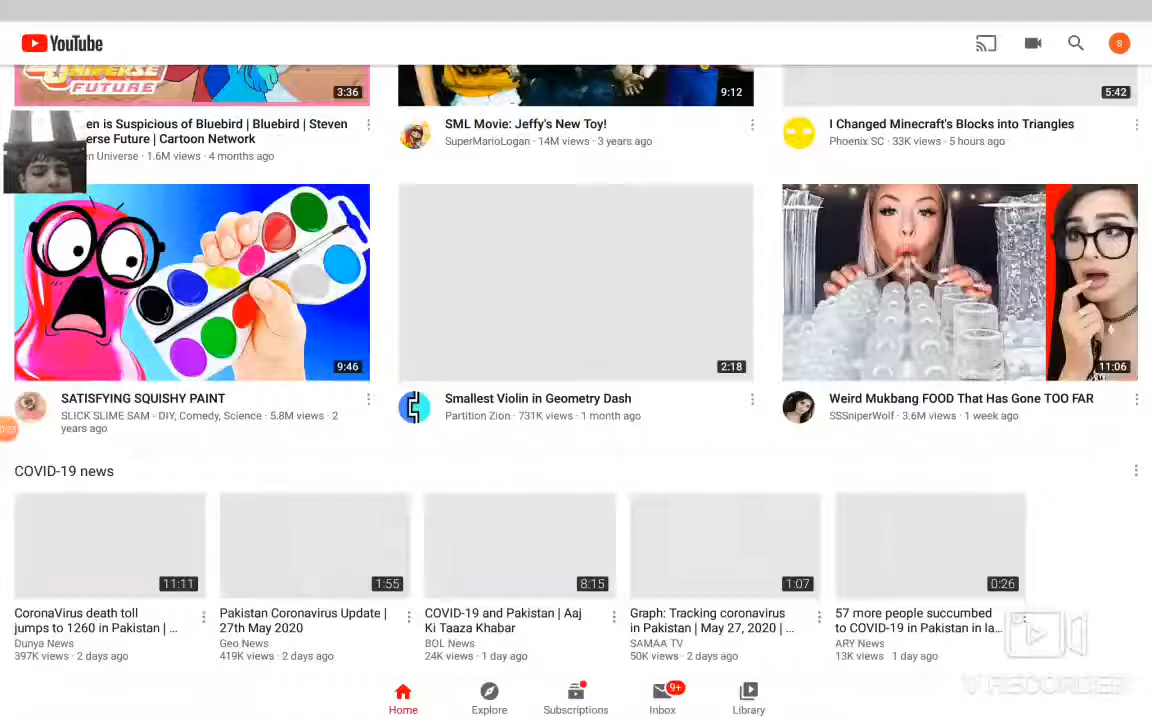 YouTube
S
UNIVERSE
FUTURE
3:36
9:12
5:42
en is Suspicious of Bluebird | Bluebird | Steven
erse Future | Cartoon Network
en Universe · 1.6M views · 4 months ago
SML Movie: Jeffy's New Toy!
SuperMarioLogan · 14M views · 3 years ago
I Changed Minecraft's Blocks into Triangles
Phoenix SC · 33K views · 5 hours ago
9:46
2:18
11:06
SATISFYING SQUISHY PAINT
SLICK SLIME SAM - DIY, Comedy, Science · 5.8M views · 2
years ago
Smallest Violin in Geometry Dash
Partition Zion · 731K views · 1 month ago
Weird Mukbang FOOD That Has Gone TOO FAR
SSSniperWolf · 3.6M views · 1 week ago
COVID-19 news
11:11
1:55
8:15
1:07
0:26
CoronaVirus death toll
jumps to 1260 in Pakistan | ...
Dunya News
397K views · 2 days ago
Pakistan Coronavirus Update |
27th May 2020
Geo News
419K views · 2 days ago
COVID-19 and Pakistan | Aaj
Ki Taaza Khabar
BOL News
24K views · 1 day ago
Graph: Tracking coronavirus
in Pakistan | May 27, 2020 | ...
SAMAA TV
50K views · 2 days ago
57 more people succumbed
to COVID-19 in Pakistan in la...
ARY News
13K views 1 day ago
V RECORDER
Home
Explore
Subscriptions
9+
Inbox
Library